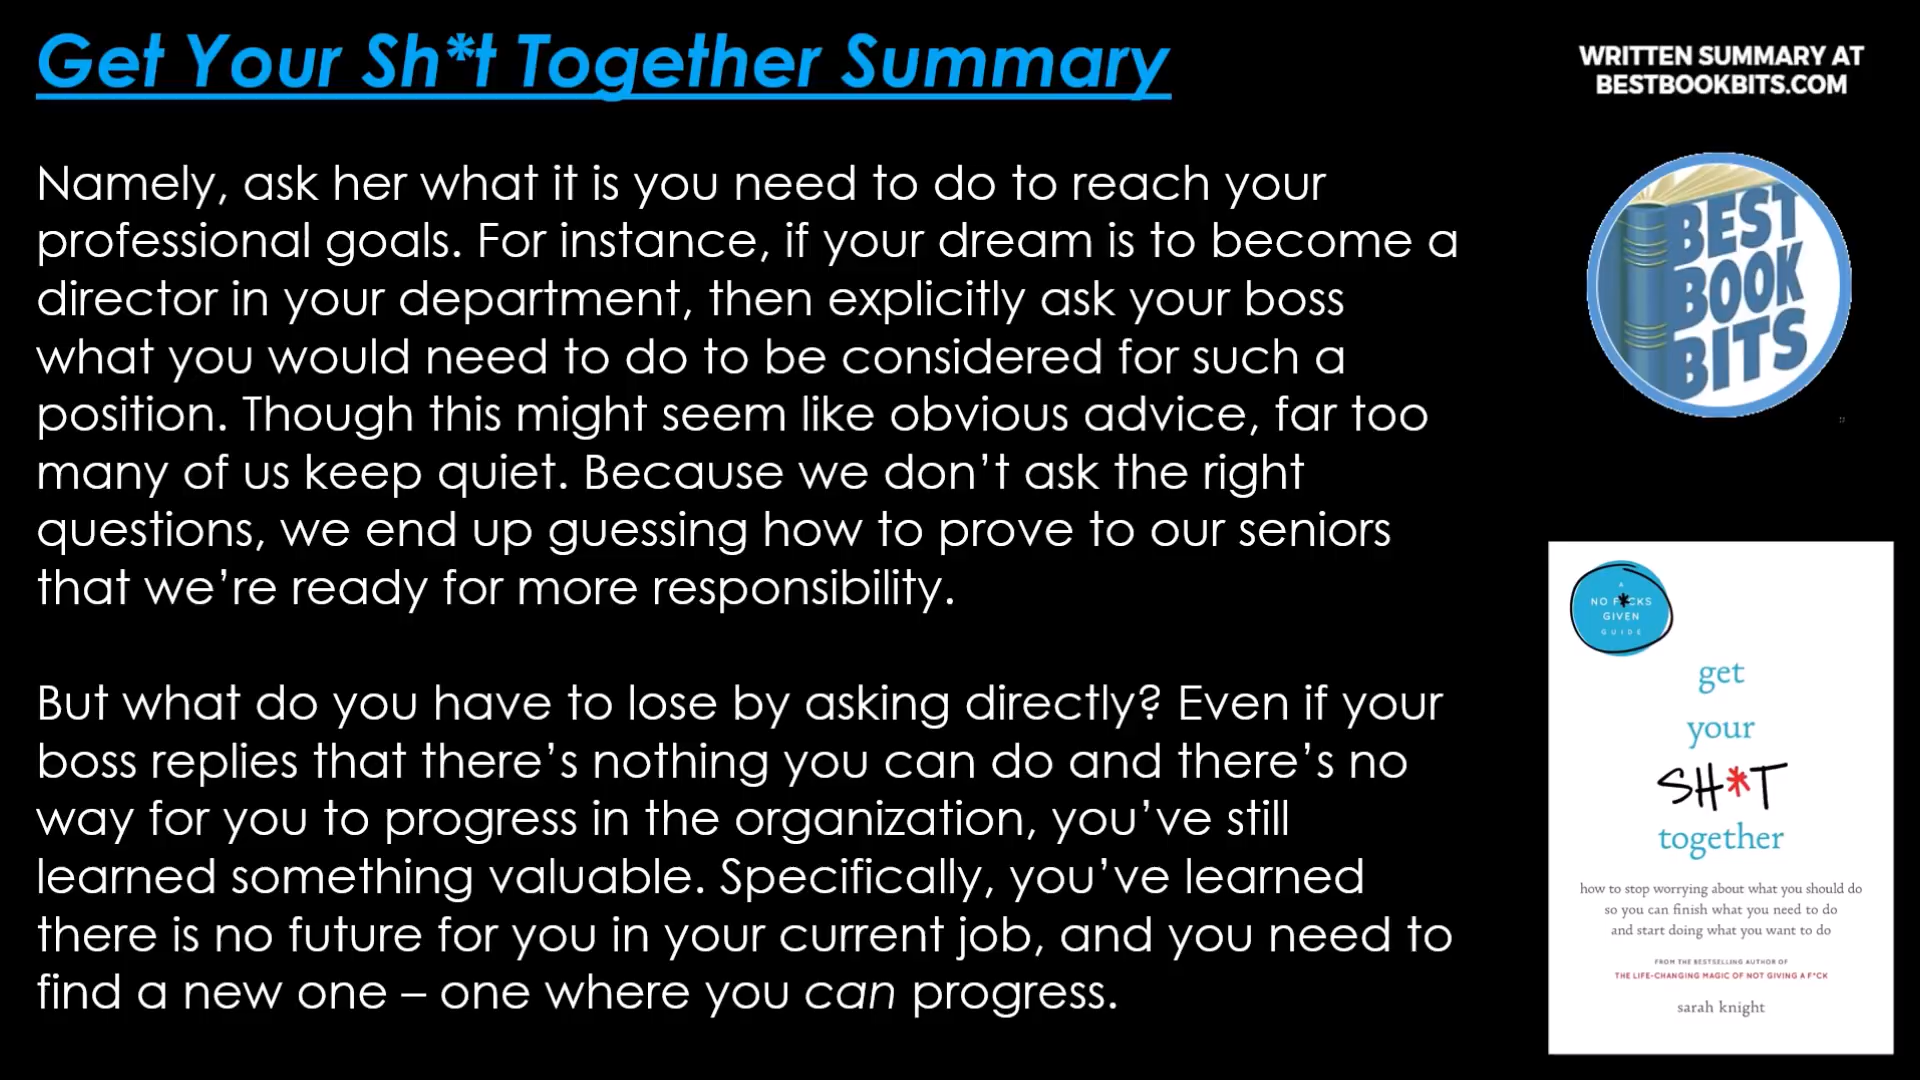 Get Your Sh*t Together Summary
WRITTEN SUMMARY AT
BESTBOOKBITS.COM
Namely, ask her what it is you need to do to reach your
professional goals. For instance, if your dream is to become a
director in your department, then explicitly ask your boss
what you would need to do to be considered for such a
position. Though this might seem like obvious advice, far too
many of us keep quiet. Because we don’t ask the right
questions, we end up guessing how to prove to our seniors
that we’re ready for more responsibility.
But what do you have to lose by asking directly? Even if your
boss replies that there’s nothing you can do and there’s no
way for you to progress in the organization, you’ve still
learned something valuable. Specifically, you’ve learned
there is no future for you in your current job, and you need to
find a new one – one where you can progress.
BEST
BOOK
BITS
A
NO F*CKS
GIVEN
GUIDE
get
your
SH*T
together
how to stop worrying about what you should do
so you can finish what you need to do
and start doing what you want to do
FROM THE BESTSELLING AUTHOR OF
THE LIFE-CHANGING MAGIC OF NOT GIVING A F*CK
sarah knight